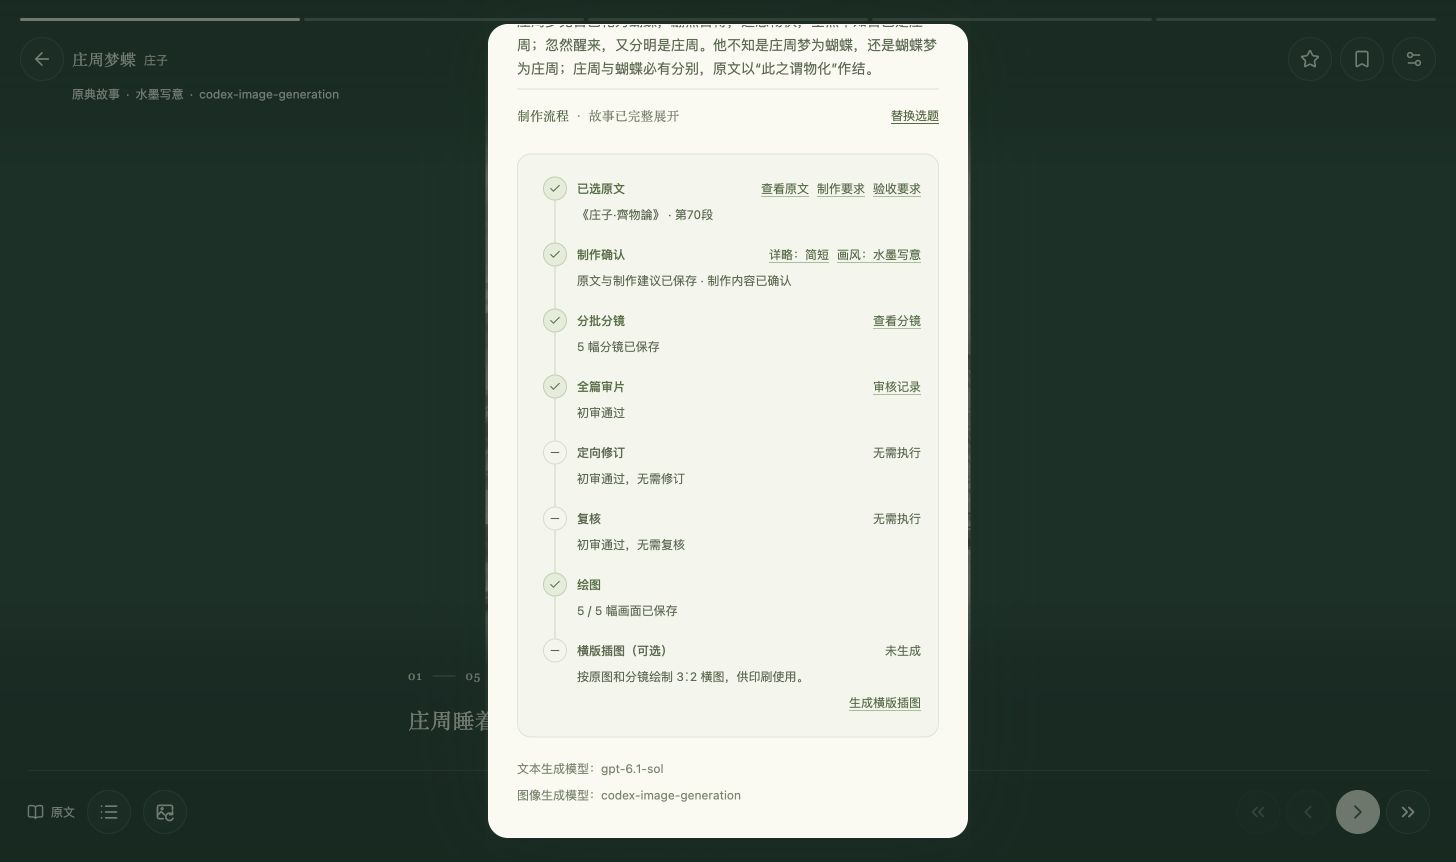 庄周梦蝶 庄子
原典故事 · 水墨写意 · codex-image-generation
周；忽然醒来，又分明是庄周。他不知是庄周梦为蝴蝶，还是蝴蝶梦
为庄周；庄周与蝴蝶必有分别，原文以“此之谓物化”作结。
制作流程 · 故事已完整展开 替换选题
已选原文 查看原文 制作要求 验收要求
《庄子·齊物論》 · 第70段
制作确认 详略：简短 画风：水墨写意
原文与制作建议已保存 · 制作内容已确认
分批分镜 查看分镜
5 幅分镜已保存
全篇审片 审核记录
初审通过
定向修订 无需执行
初审通过，无需修订
复核 无需执行
初审通过，无需复核
绘图
5 / 5 幅画面已保存
横版插图（可选） 未生成
按原图和分镜绘制 3:2 横图，供印刷使用。
生成横版插图
文本生成模型：gpt-6.1-sol
图像生成模型：codex-image-generation
01 — 05
庄周睡着
原文